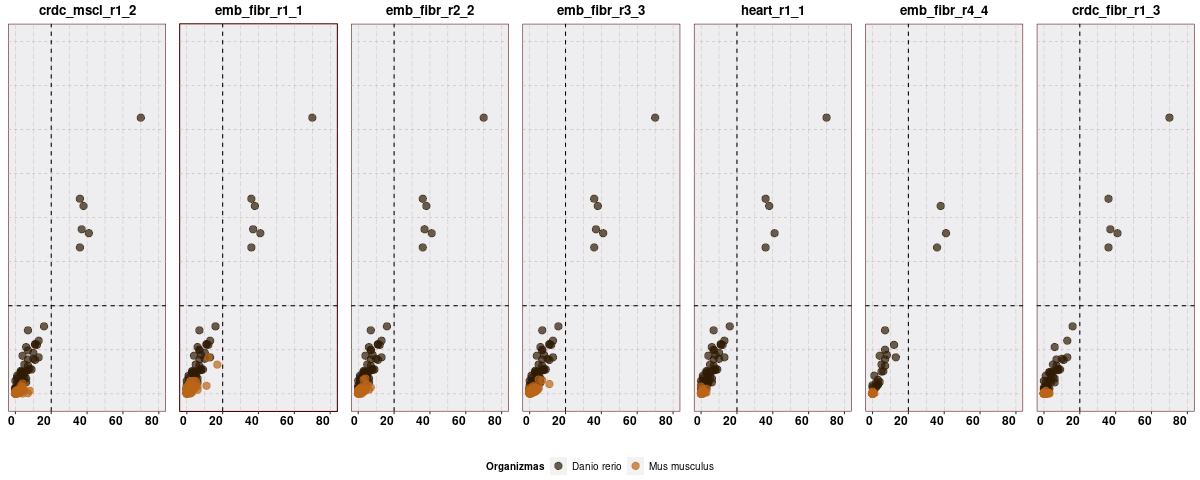 crdc_mscl_r1_2 emb_fibr_r1_1 emb_fibr_r2_2 emb_fibr_r3_3 heart_r1_1 emb_fibr_r4_4 crdc_fibr_r1_3
0 20 40 60 80 0 20 40 60 80 0 20 40 60 80 0 20 40 60 80 0 20 40 60 80 0 20 40 60 80 0 20 40 60 80
Organizmas Danio rerio Mus musculus